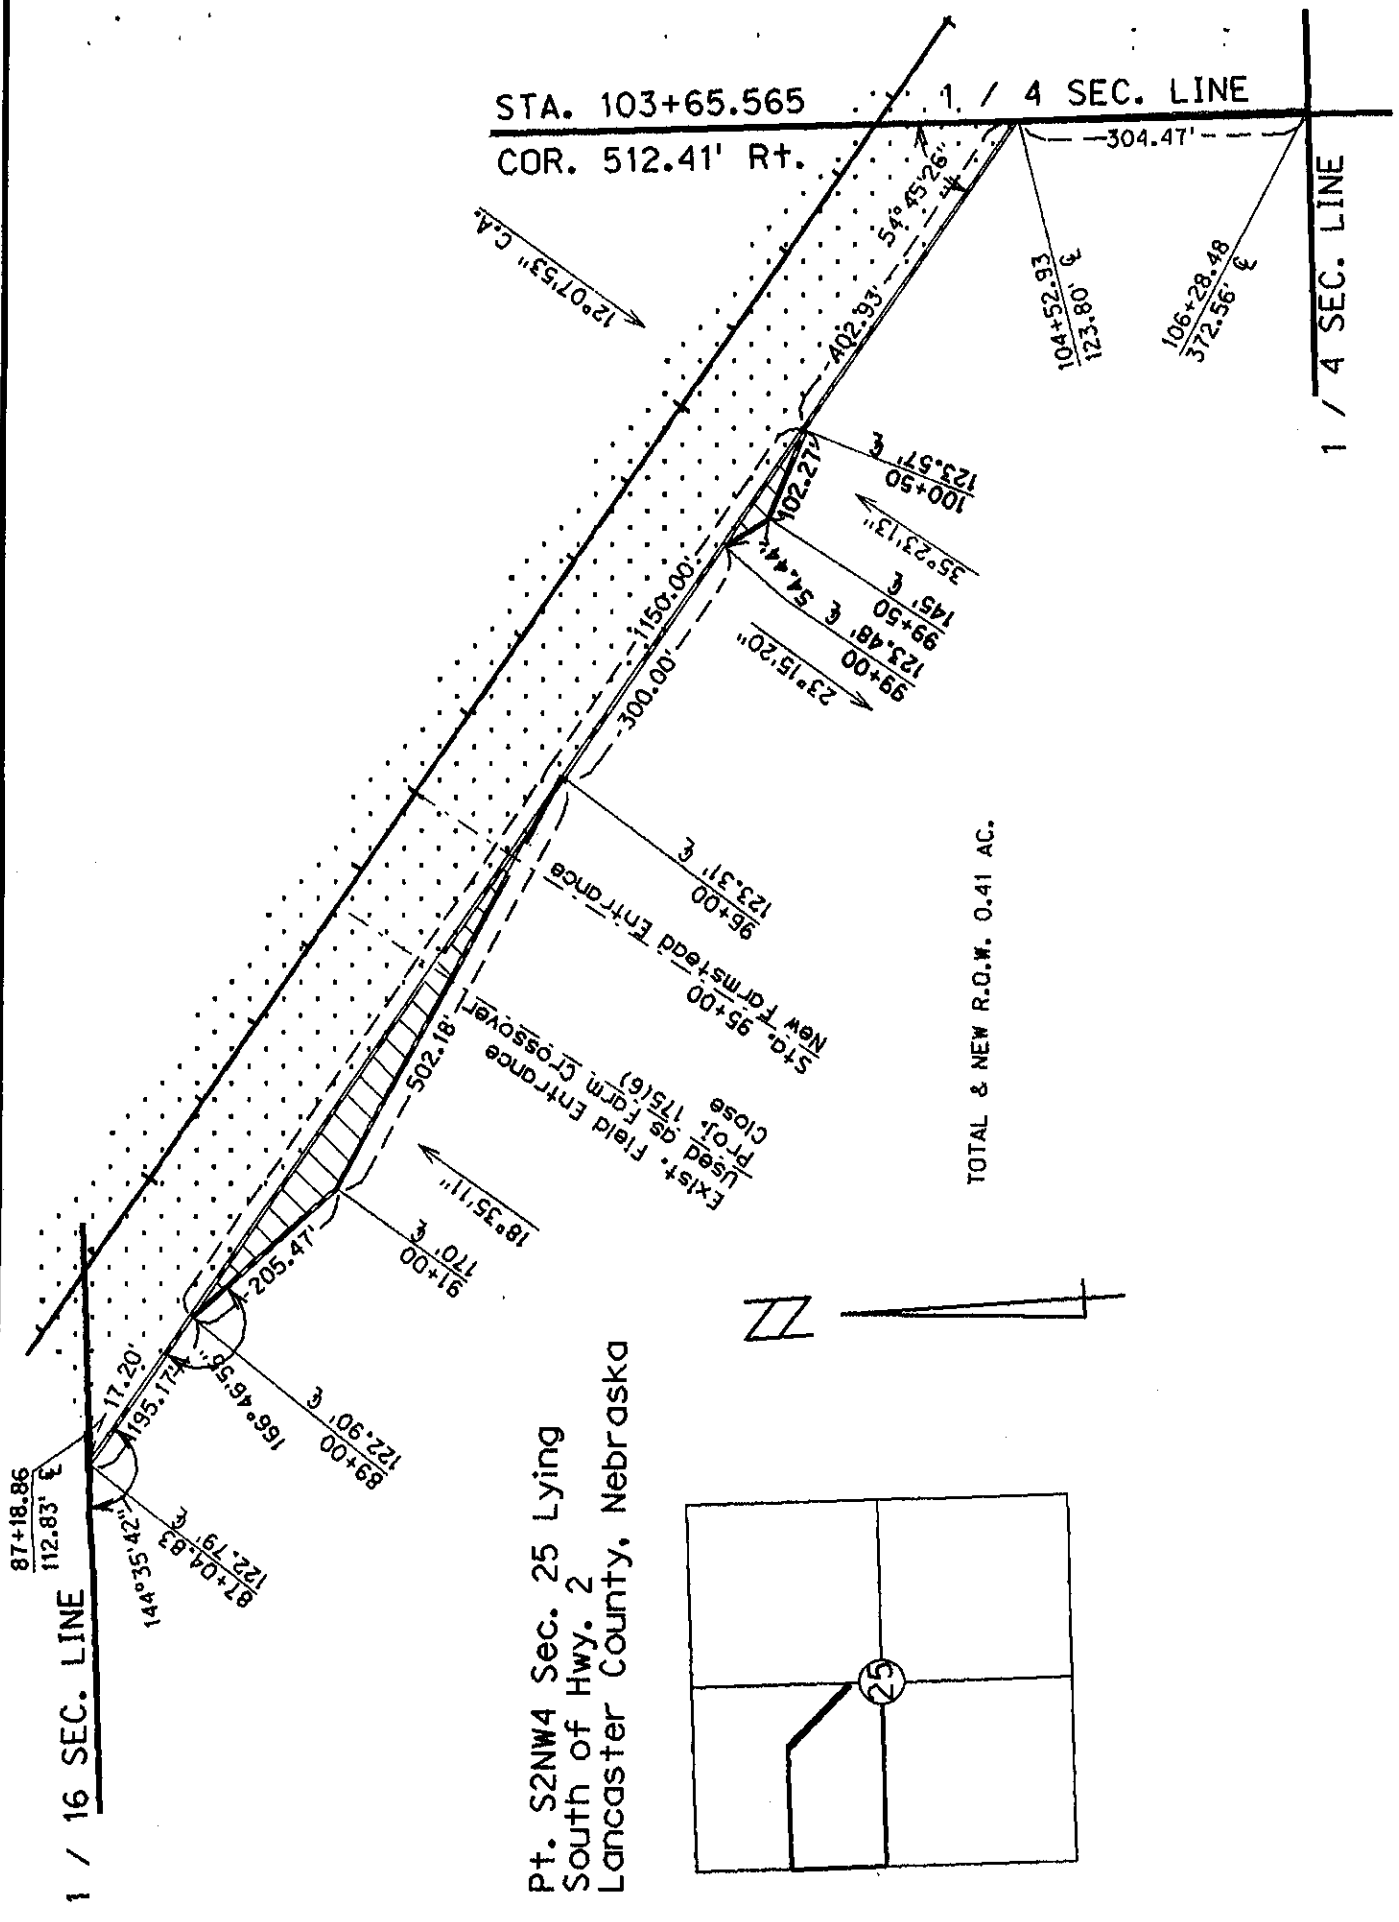 STA. 103+65.565
COR. 512.41' Rt.
1 / 4 SEC. LINE
304.47'
1 / 4 SEC. LINE
12°07'53" C.A.
54°45'26"
402.93'
104+52.93
123.80' ℄
106+28.48
372.56' ℄
102.27'
100+50
123.57' ℄
35°23'13"
99+50
145' ℄
54.44'
99+00
123.48' ℄
23°15'20"
1150.00'
300.00'
96+00
123.31' ℄
Sta. 95+00
New Farmstead Entrance
Exist. Field Entrance
Used as Farm Crossover
Proj. 175(6)
Close
502.18'
18°35'11"
91+00
170' ℄
205.47'
166°46'55"
89+00
122.90' ℄
17.20'
195.17'
87+18.86
112.83' ℄
144°35'42"
87+04.83
122.79' ℄
1 / 16 SEC. LINE
TOTAL & NEW R.O.W. 0.41 AC.
N
Pt. S2NW4 Sec. 25 Lying
South of Hwy. 2
Lancaster County, Nebraska
25